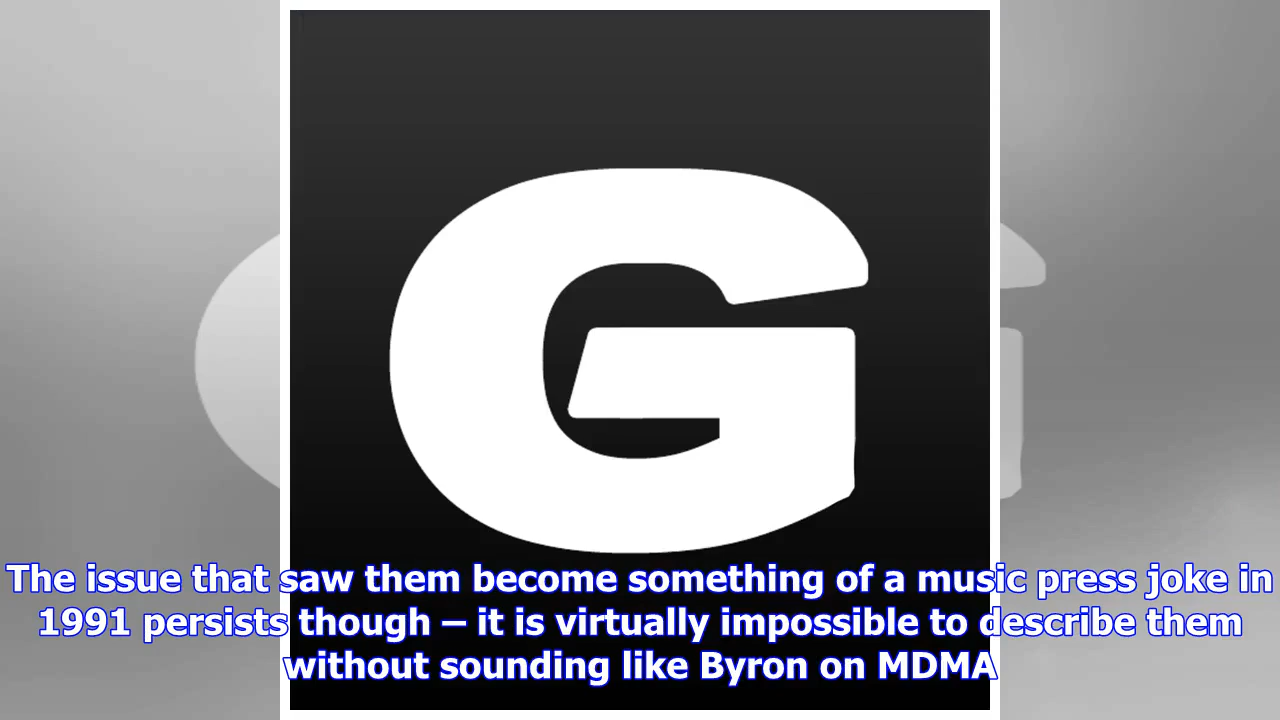 G
The issue that saw them become something of a music press joke in
1991 persists though – it is virtually impossible to describe them
without sounding like Byron on MDMA